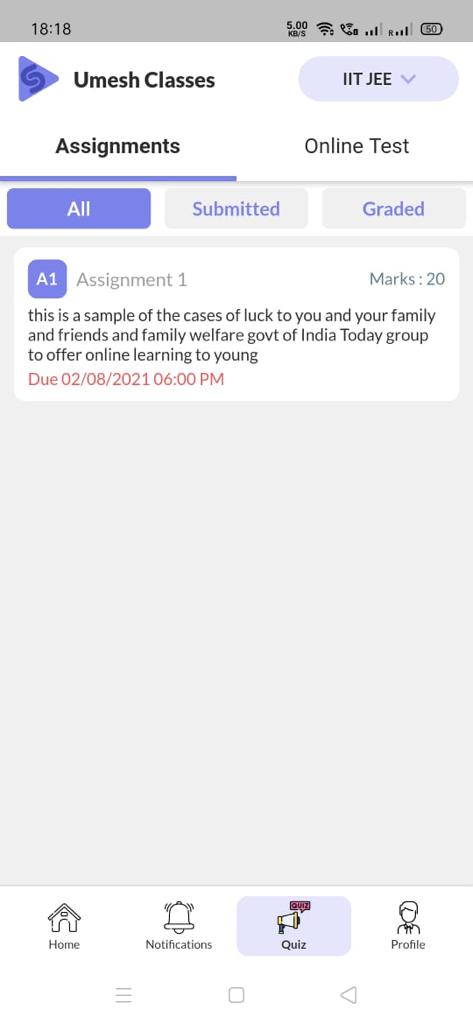 18:18
5.00
KB/S
R
50
Umesh Classes
IIT JEE
Assignments
Online Test
All
Submitted
Graded
A1
Assignment 1
Marks : 20
this is a sample of the cases of luck to you and your family
and friends and family welfare govt of India Today group
to offer online learning to young
Due 02/08/2021 06:00 PM
QUIZ
Home
Notifications
Quiz
Profile